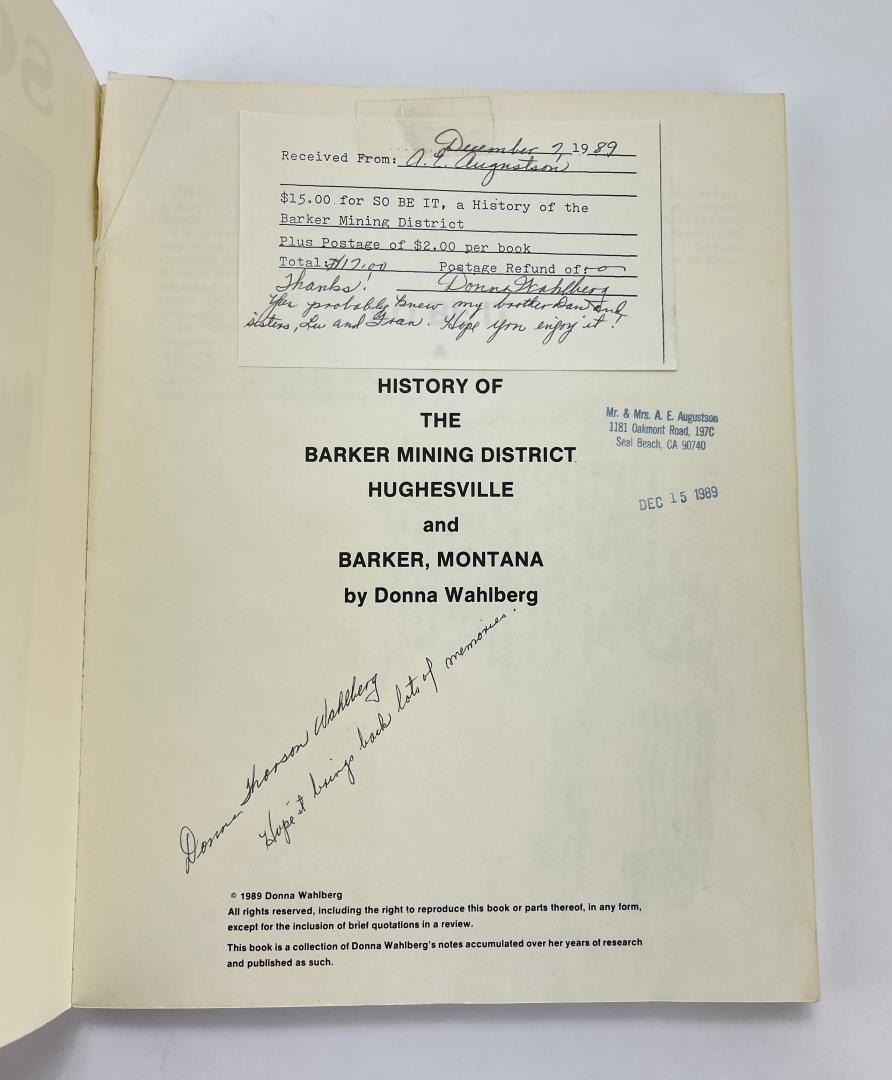 December 7, 1989
Received From: A. E. Augustson
$15.00 for SO BE IT, a History of the
Barker Mining District
Plus Postage of $2.00 per book
Total: $17.00 Postage Refund of: 0
Thanks! Donna Wahlberg
You probably knew my brother Dan and
sisters, Lu and Fran. Hope you enjoy it!
HISTORY OF
THE
BARKER MINING DISTRICT
HUGHESVILLE
and
BARKER, MONTANA
by Donna Wahlberg
Mr. & Mrs. A. E. Augustson
1181 Oakmont Road, 197C
Seal Beach, CA 90740
DEC 15 1989
Donna Thorson Wahlberg
Hope it brings back lots of memories.
© 1989 Donna Wahlberg
All rights reserved, including the right to reproduce this book or parts thereof, in any form,
except for the inclusion of brief quotations in a review.
This book is a collection of Donna Wahlberg's notes accumulated over her years of research
and published as such.